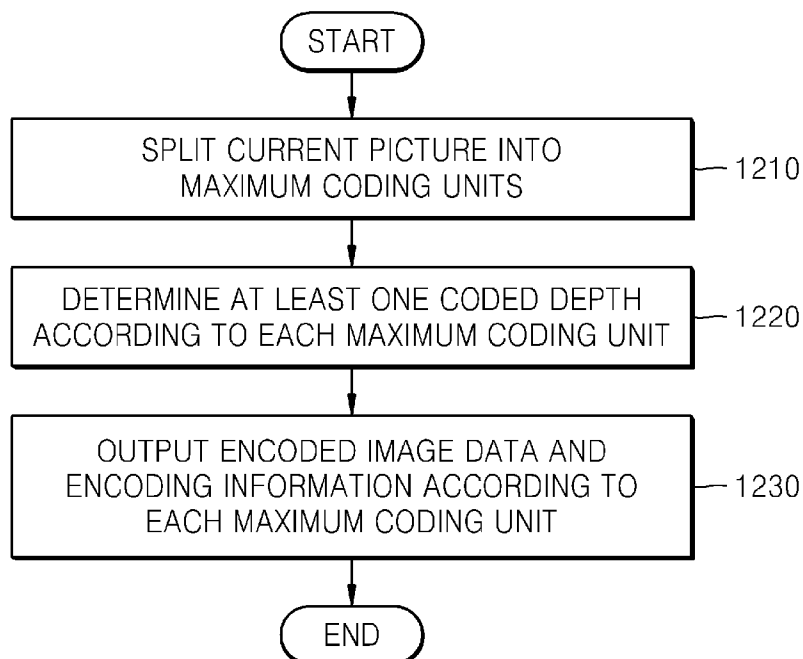 START
SPLIT CURRENT PICTURE INTO
MAXIMUM CODING UNITS
1210
DETERMINE AT LEAST ONE CODED DEPTH
ACCORDING TO EACH MAXIMUM CODING UNIT
1220
OUTPUT ENCODED IMAGE DATA AND
ENCODING INFORMATION ACCORDING TO
EACH MAXIMUM CODING UNIT
1230
END